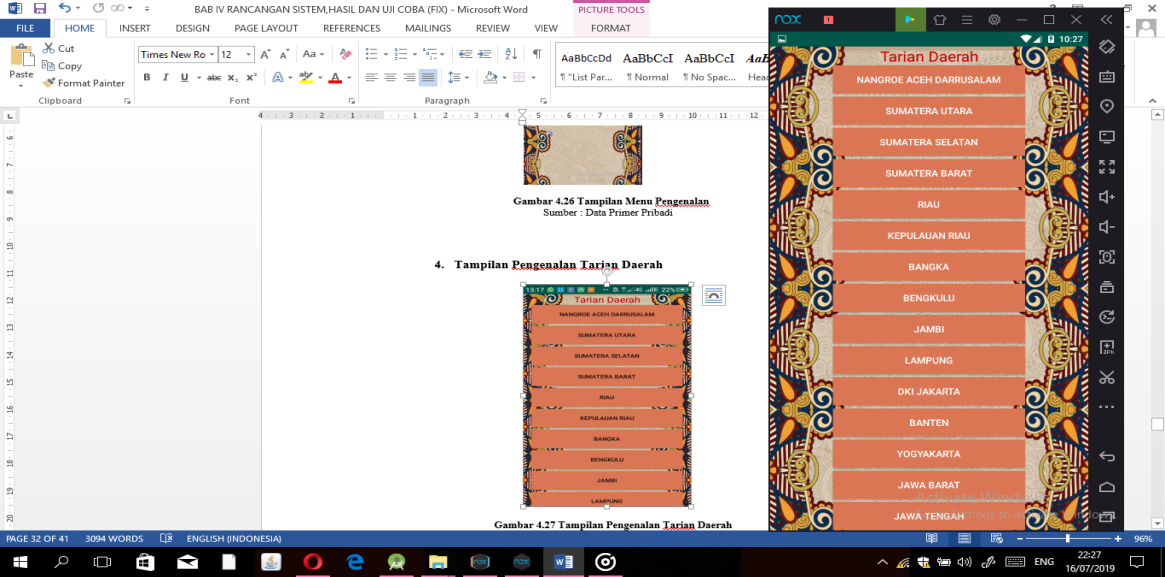 BAB IV RANCANGAN SISTEM,HASIL DAN UJI COBA (FIX) - Microsoft Word
PICTURE TOOLS
FILE
HOME
INSERT
DESIGN
PAGE LAYOUT
REFERENCES
MAILINGS
REVIEW
VIEW
FORMAT
Paste
Cut
Copy
Format Painter
Clipboard
Times New Ro
12
Font
Paragraph
AaBbCcDd
¶ "List Par...
AaBbCcI
¶ Normal
AaBbCcI
¶ No Spac...
Gambar 4.26 Tampilan Menu Pengenalan
Sumber : Data Primer Pribadi
4. Tampilan Pengenalan Tarian Daerah
13:17
22%
Tarian Daerah
NANGROE ACEH DARRUSALAM
SUMATERA UTARA
SUMATERA SELATAN
SUMATERA BARAT
RIAU
KEPULAUAN RIAU
BANGKA
BENGKULU
JAMBI
LAMPUNG
Gambar 4.27 Tampilan Pengenalan Tarian Daerah
nox
10:27
Tarian Daerah
NANGROE ACEH DARRUSALAM
SUMATERA UTARA
SUMATERA SELATAN
SUMATERA BARAT
RIAU
KEPULAUAN RIAU
BANGKA
BENGKULU
JAMBI
LAMPUNG
DKI JAKARTA
BANTEN
YOGYAKARTA
JAWA BARAT
JAWA TENGAH
PAGE 32 OF 41
3094 WORDS
ENGLISH (INDONESIA)
96%
ENG
22:27
16/07/2019